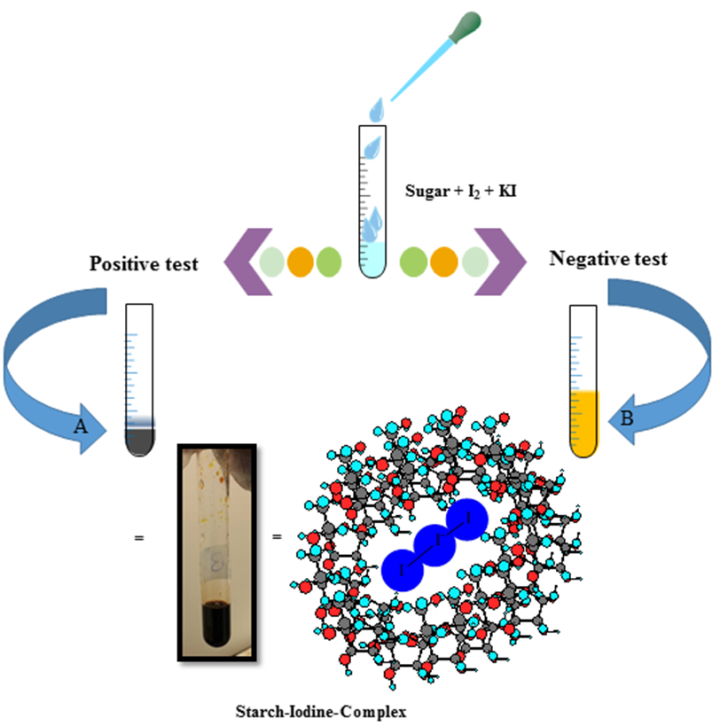 Sugar + I₂ + KI
Positive test
Negative test
A
B
=
=
I
I
I
Starch-Iodine-Complex